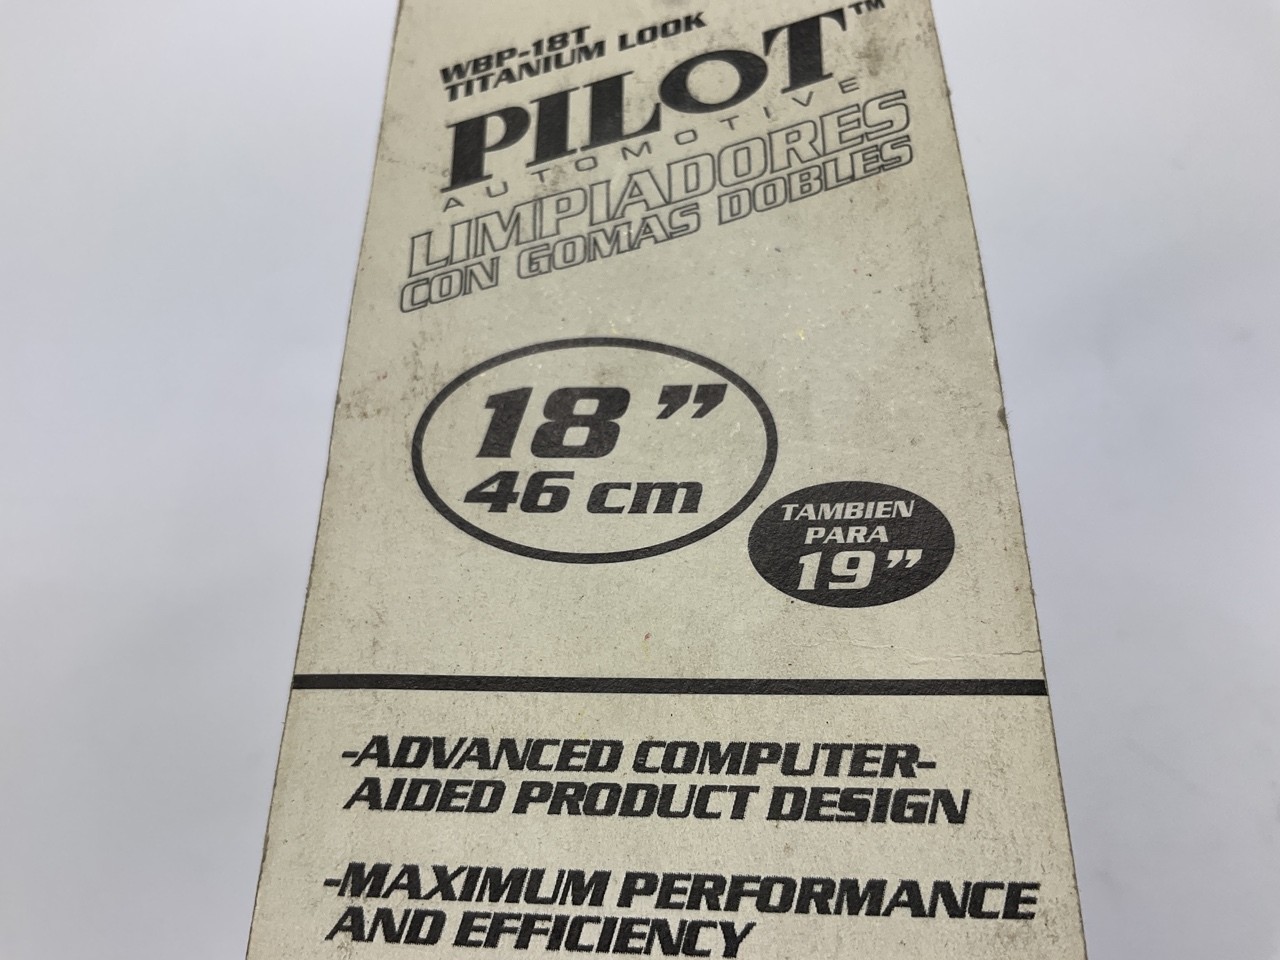 WBP-18T
TITANIUM LOOK
PILOT™
AUTOMOTIVE
LIMPIADORES
CON GOMAS DOBLES
18"
46 cm
TAMBIEN
PARA
19"
-ADVANCED COMPUTER-
AIDED PRODUCT DESIGN
-MAXIMUM PERFORMANCE
AND EFFICIENCY